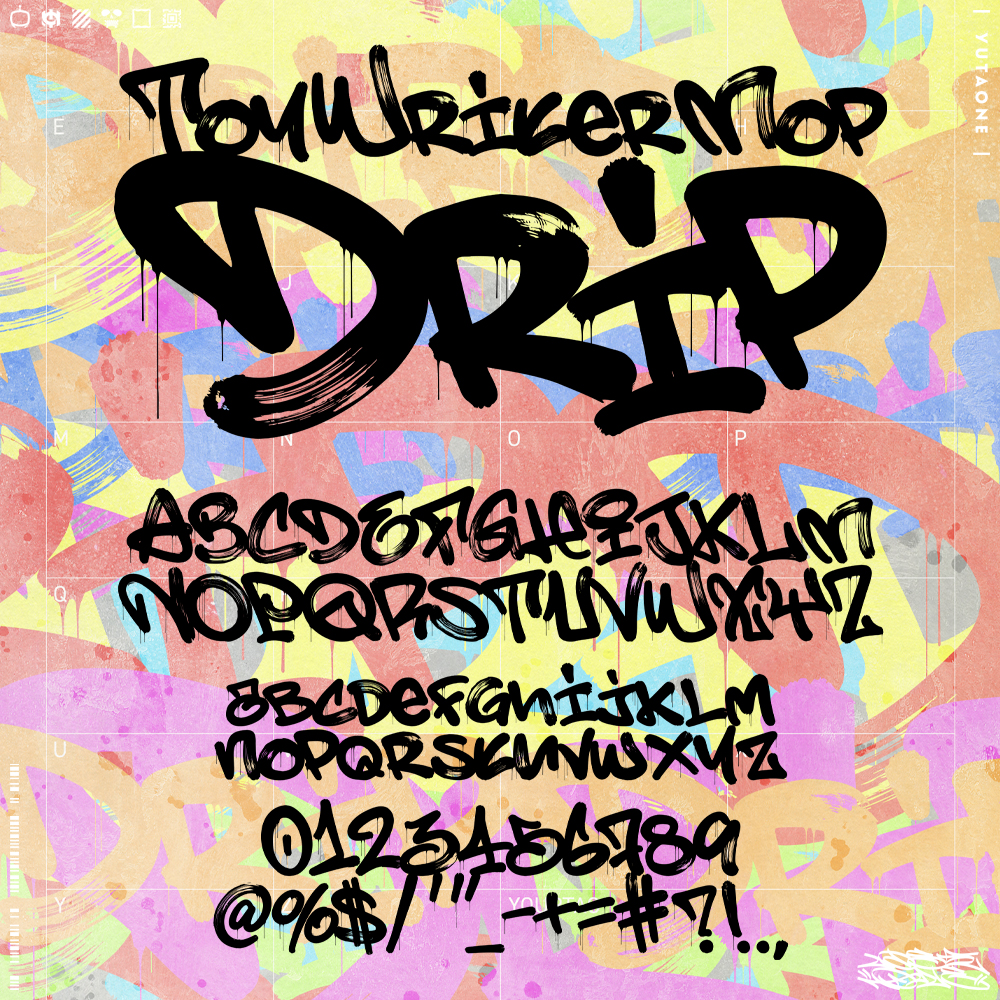 ToyWriterMop
| YUTAONE |
E
H
DRiP
I
J
M
N
O
P
ABCDEFGHIJKLM
Q
NOPQRSTUVWXYZ
aBCDeFGhijKLM
U
NOPQRStUVWXYZ
0123456789
@%$/'"_-+=#?!..,
Y